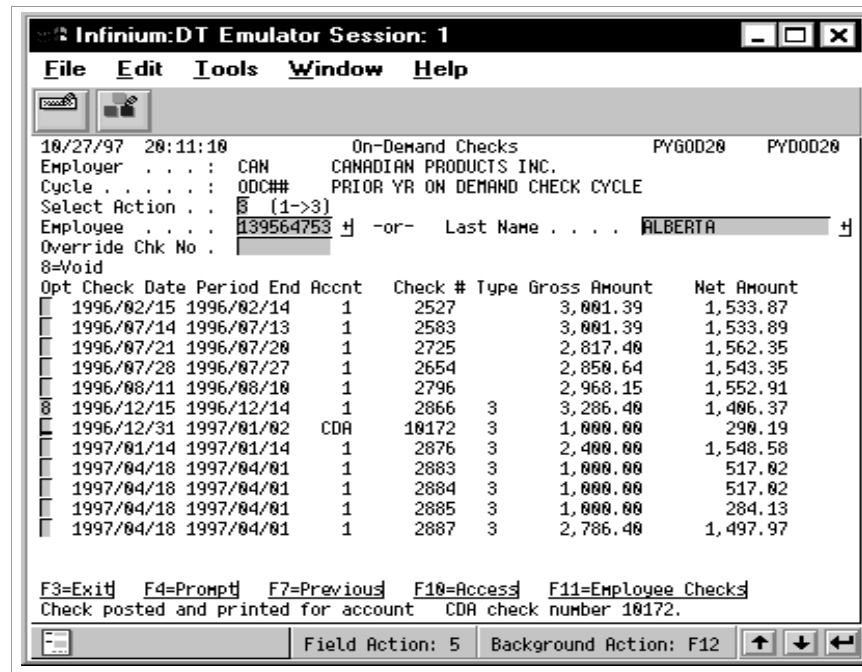 Infinium:DT Emulator Session: 1
File Edit Tools Window Help
10/27/97 20:11:10 On-Demand Checks PYGOD20 PYDOD20
Employer . . . : CAN CANADIAN PRODUCTS INC.
Cycle . . . . . : ODC## PRIOR YR ON DEMAND CHECK CYCLE
Select Action . . 3 (1->3)
Employee . . . . 139564753 + -or- Last Name . . . . ALBERTA +
Override Chk No .
8=Void
Opt Check Date Period End Accnt Check # Type Gross Amount Net Amount
1996/02/15 1996/02/14 1 2527 3,001.39 1,533.87
1996/07/14 1996/07/13 1 2583 3,001.39 1,533.89
1996/07/21 1996/07/20 1 2725 2,817.40 1,562.35
1996/07/28 1996/07/27 1 2654 2,850.64 1,543.35
1996/08/11 1996/08/10 1 2796 2,968.15 1,552.91
8 1996/12/15 1996/12/14 1 2866 3 3,286.40 1,406.37
1996/12/31 1997/01/02 CDA 10172 3 1,000.00 290.19
1997/01/14 1997/01/14 1 2876 3 2,400.00 1,548.58
1997/04/18 1997/04/01 1 2883 3 1,000.00 517.02
1997/04/18 1997/04/01 1 2884 3 1,000.00 517.02
1997/04/18 1997/04/01 1 2885 3 1,000.00 284.13
1997/04/18 1997/04/01 1 2887 3 2,786.40 1,497.97
F3=Exit F4=Prompt F7=Previous F10=Access F11=Employee Checks
Check posted and printed for account CDA check number 10172.
Field Action: 5 Background Action: F12